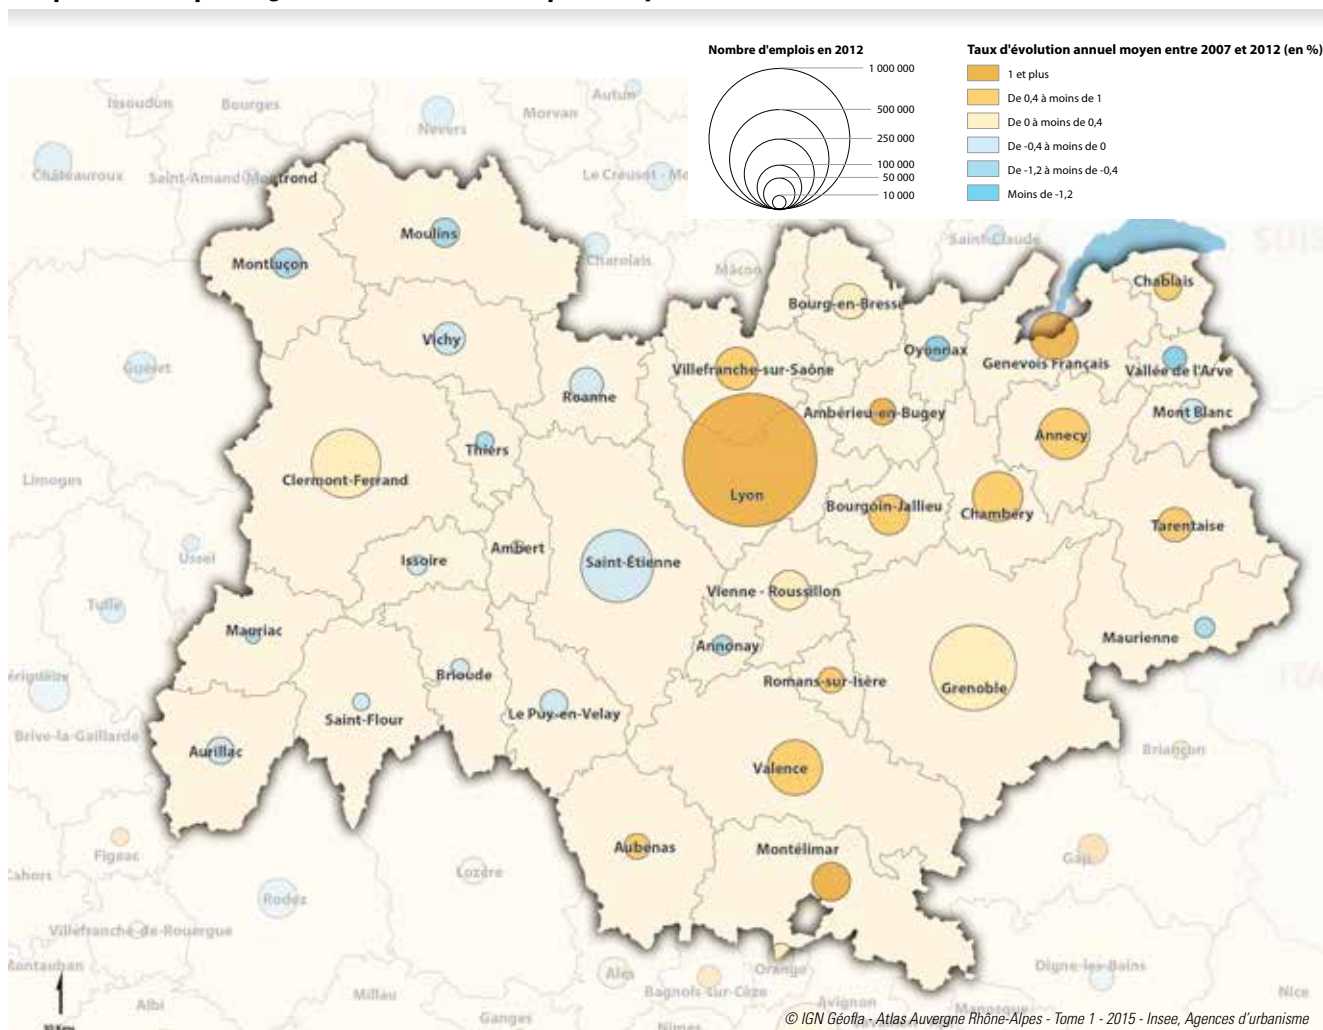 Nombre d'emplois en 2012
1 000 000
500 000
250 000
100 000
50 000
10 000
Taux d'évolution annuel moyen entre 2007 et 2012 (en %)
1 et plus
De 0,4 à moins de 1
De 0 à moins de 0,4
De -0,4 à moins de 0
De -1,2 à moins de -0,4
Moins de -1,2
Issoudun
Bourges
Nevers
Morvan
Autun
Châteauroux
Saint-Amand-Montrond
Le Creusot - Mo
Moulins
Montluçon
Charolais
Mâcon
Saint-Claude
SUIS
Chablais
Bourg-en-Bresse
Vichy
Oyonnax
Genevois Français
Vallée de l'Arve
Guéret
Villefranche-sur-Saône
Roanne
Ambérieu-en-Bugey
Mont Blanc
Annecy
Thiers
Clermont-Ferrand
Limoges
Lyon
Bourgoin-Jallieu
Chambéry
Tarentaise
Ussel
Issoire
Ambert
Saint-Étienne
Vienne - Roussillon
Tulle
Mauriac
Annonay
Maurienne
érigueux
Brioude
Romans-sur-Isère
Grenoble
ITA
Saint-Flour
Le Puy-en-Velay
Brive-la-Gaillarde
Aurillac
Briançon
Valence
Figeac
Aubenas
Montélimar
Gap
Cahors
Lozère
Rodez
Villefranche-de-Rouergue
Montauban
Alès
Bagnols-sur-Cèze
Orange
Digne-les-Bains
Millau
Albi
Avignon
Manosque
Nice
Ganges
Nîmes
© IGN Géofla - Atlas Auvergne Rhône-Alpes - Tome 1 - 2015 - Insee, Agences d'urbanisme